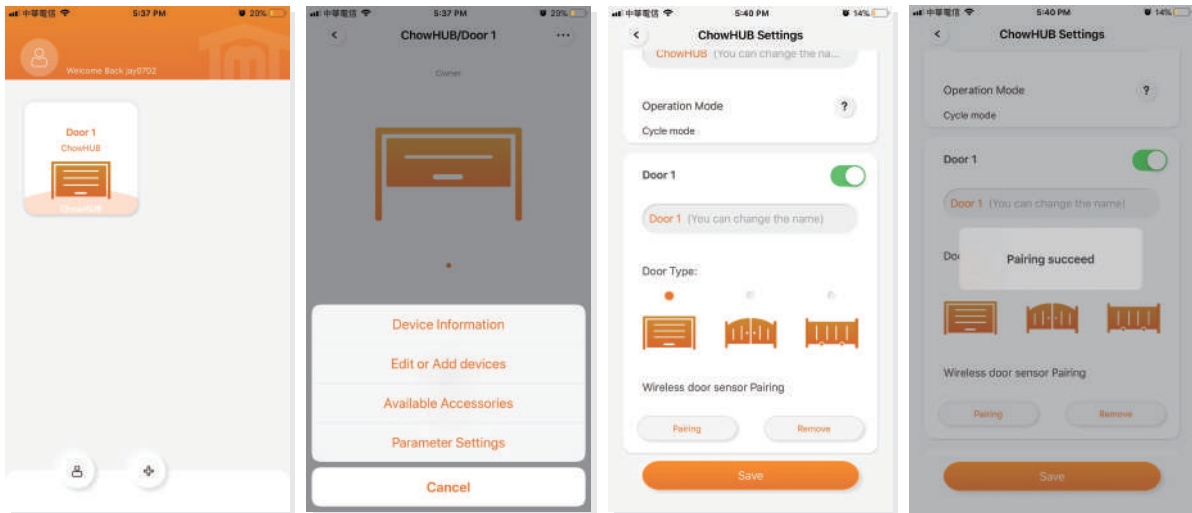 中華電信 5:37 PM 20%
Welcome Back jay0702
Door 1
ChowHUB
ChowHUB
中華電信 5:37 PM 20%
ChowHUB/Door 1
Owner
Device Information
Edit or Add devices
Available Accessories
Parameter Settings
Cancel
中華電信 5:40 PM 14%
ChowHUB Settings
ChowHUB (You can change the na...
Operation Mode ?
Cycle mode
Door 1
Door 1 (You can change the name)
Door Type:
Wireless door sensor Pairing
Pairing Remove
Save
中華電信 5:40 PM 14%
ChowHUB Settings
Operation Mode ?
Cycle mode
Door 1
Door 1 (You can change the name)
Pairing succeed
Wireless door sensor Pairing
Pairing Remove
Save